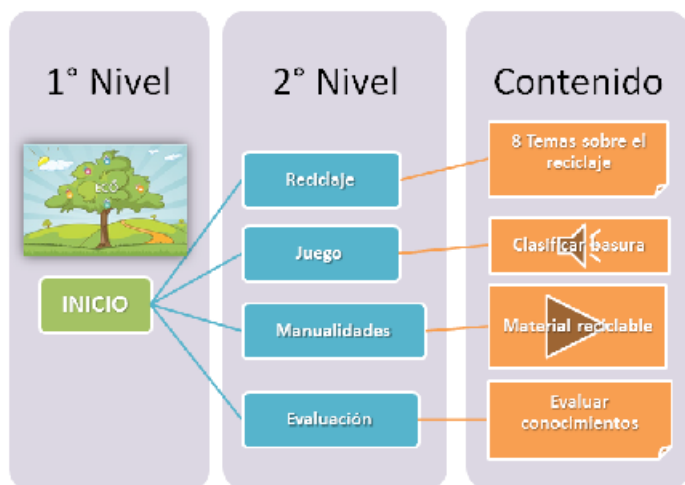 1° Nivel
2° Nivel
Contenido
ECO
INICIO
Reciclaje
Juego
Manualidades
Evaluación
8 Temas sobre el
reciclaje
Clasificar basura
Material reciclable
Evaluar
conocimientos